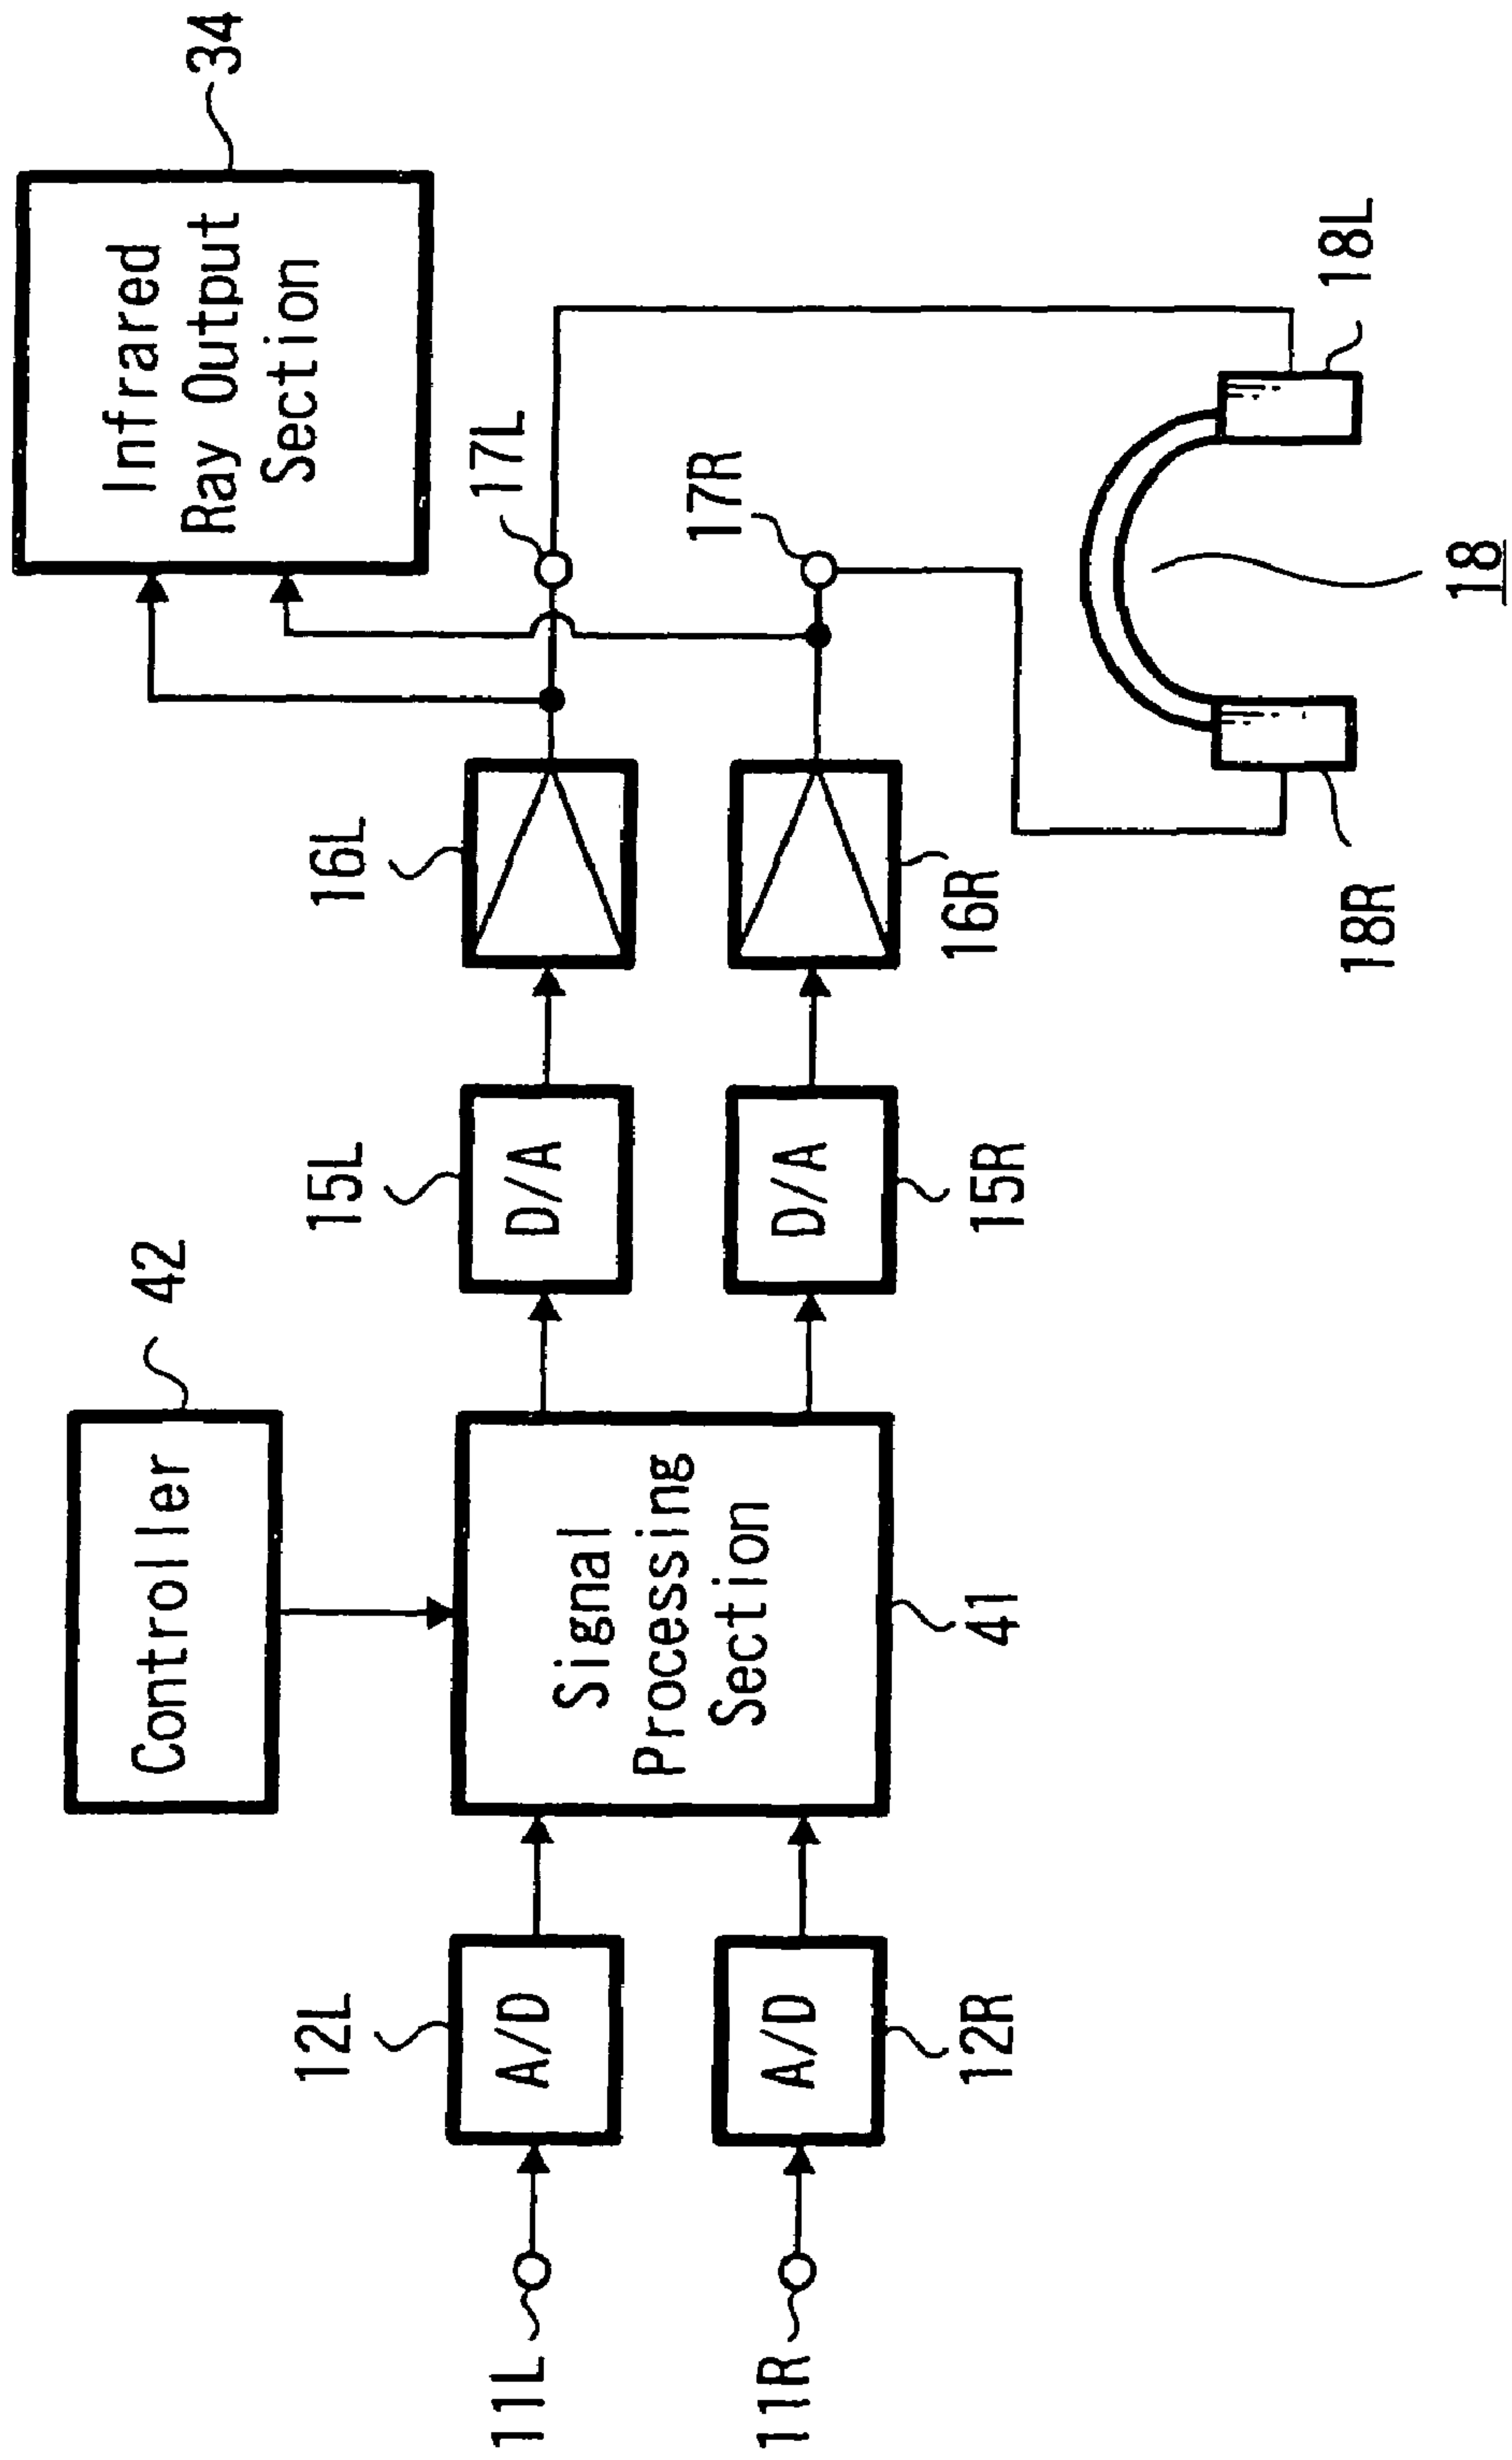 Infrared
Ray Output
Section
34
Controller
42
12L
15L
16L
17L
11L
A/D
Signal
Processing
Section
D/A
17R
11R
A/D
D/A
12R
41
15R
16R
18L
18R
18